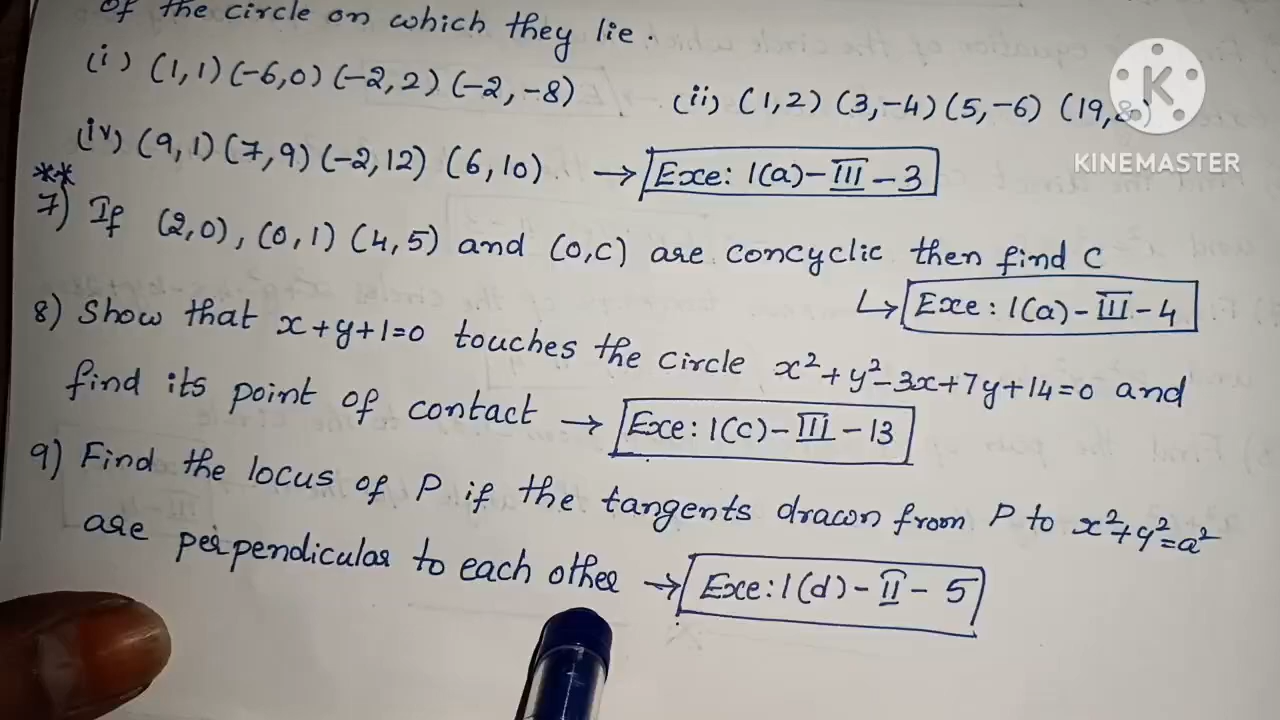 of the circle on which they lie.
(i) (1,1) (-6,0) (-2,2) (-2,-8) (ii) (1,2) (3,-4) (5,-6) (19,8)
(iv) (9,1) (7,9) (-2,12) (6,10) → Exe: 1(a)-III-3
**
7) If (2,0), (0,1) (4,5) and (0,c) are concyclic then find c
↳ Exe: 1(a)-III-4
8) Show that x+y+1=0 touches the circle x²+y²-3x+7y+14=0 and
find its point of contact → Exe: 1(c)-III-13
9) Find the locus of P if the tangents drawn from P to x²+y²=a²
are perpendicular to each other → Exe: 1(d)-II-5
K
KINEMASTER